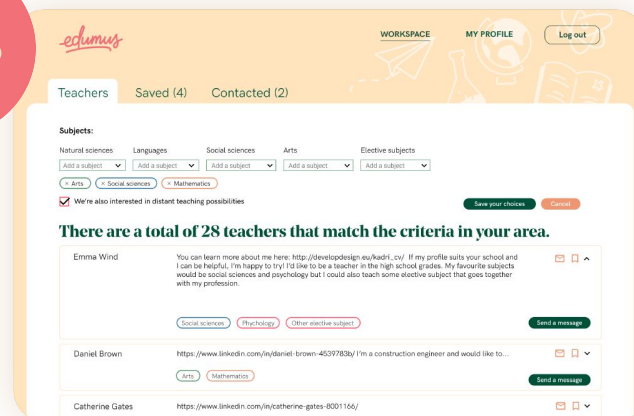 edumus
WORKSPACE
MY PROFILE
Log out
Teachers
Saved (4)
Contacted (2)
Subjects:
Natural sciences
Languages
Social sciences
Arts
Elective subjects
Add a subject
Add a subject
Add a subject
Add a subject
Add a subject
× Arts
× Social sciences
× Mathematics
We're also interested in distant teaching possibilities
Save your choices
Cancel
There are a total of 28 teachers that match the criteria in your area.
Emma Wind
You can learn more about me here: http://developdesign.eu/kadri_cv/ If my profile suits your school and
I can be helpful, I'm happy to try! I'd like to be a teacher in the high school grades. My favourite subjects
would be social sciences and psychology but I could also teach some elective subject that goes together
with my profession.
Social sciences
Phychology
Other elective subject
Send a message
Daniel Brown
https://www.linkedin.com/in/daniel-brown-4539783b/ I'm a construction engineer and would like to...
Arts
Mathematics
Send a message
Catherine Gates
https://www.linkedin.com/in/catherine-gates-8001166/